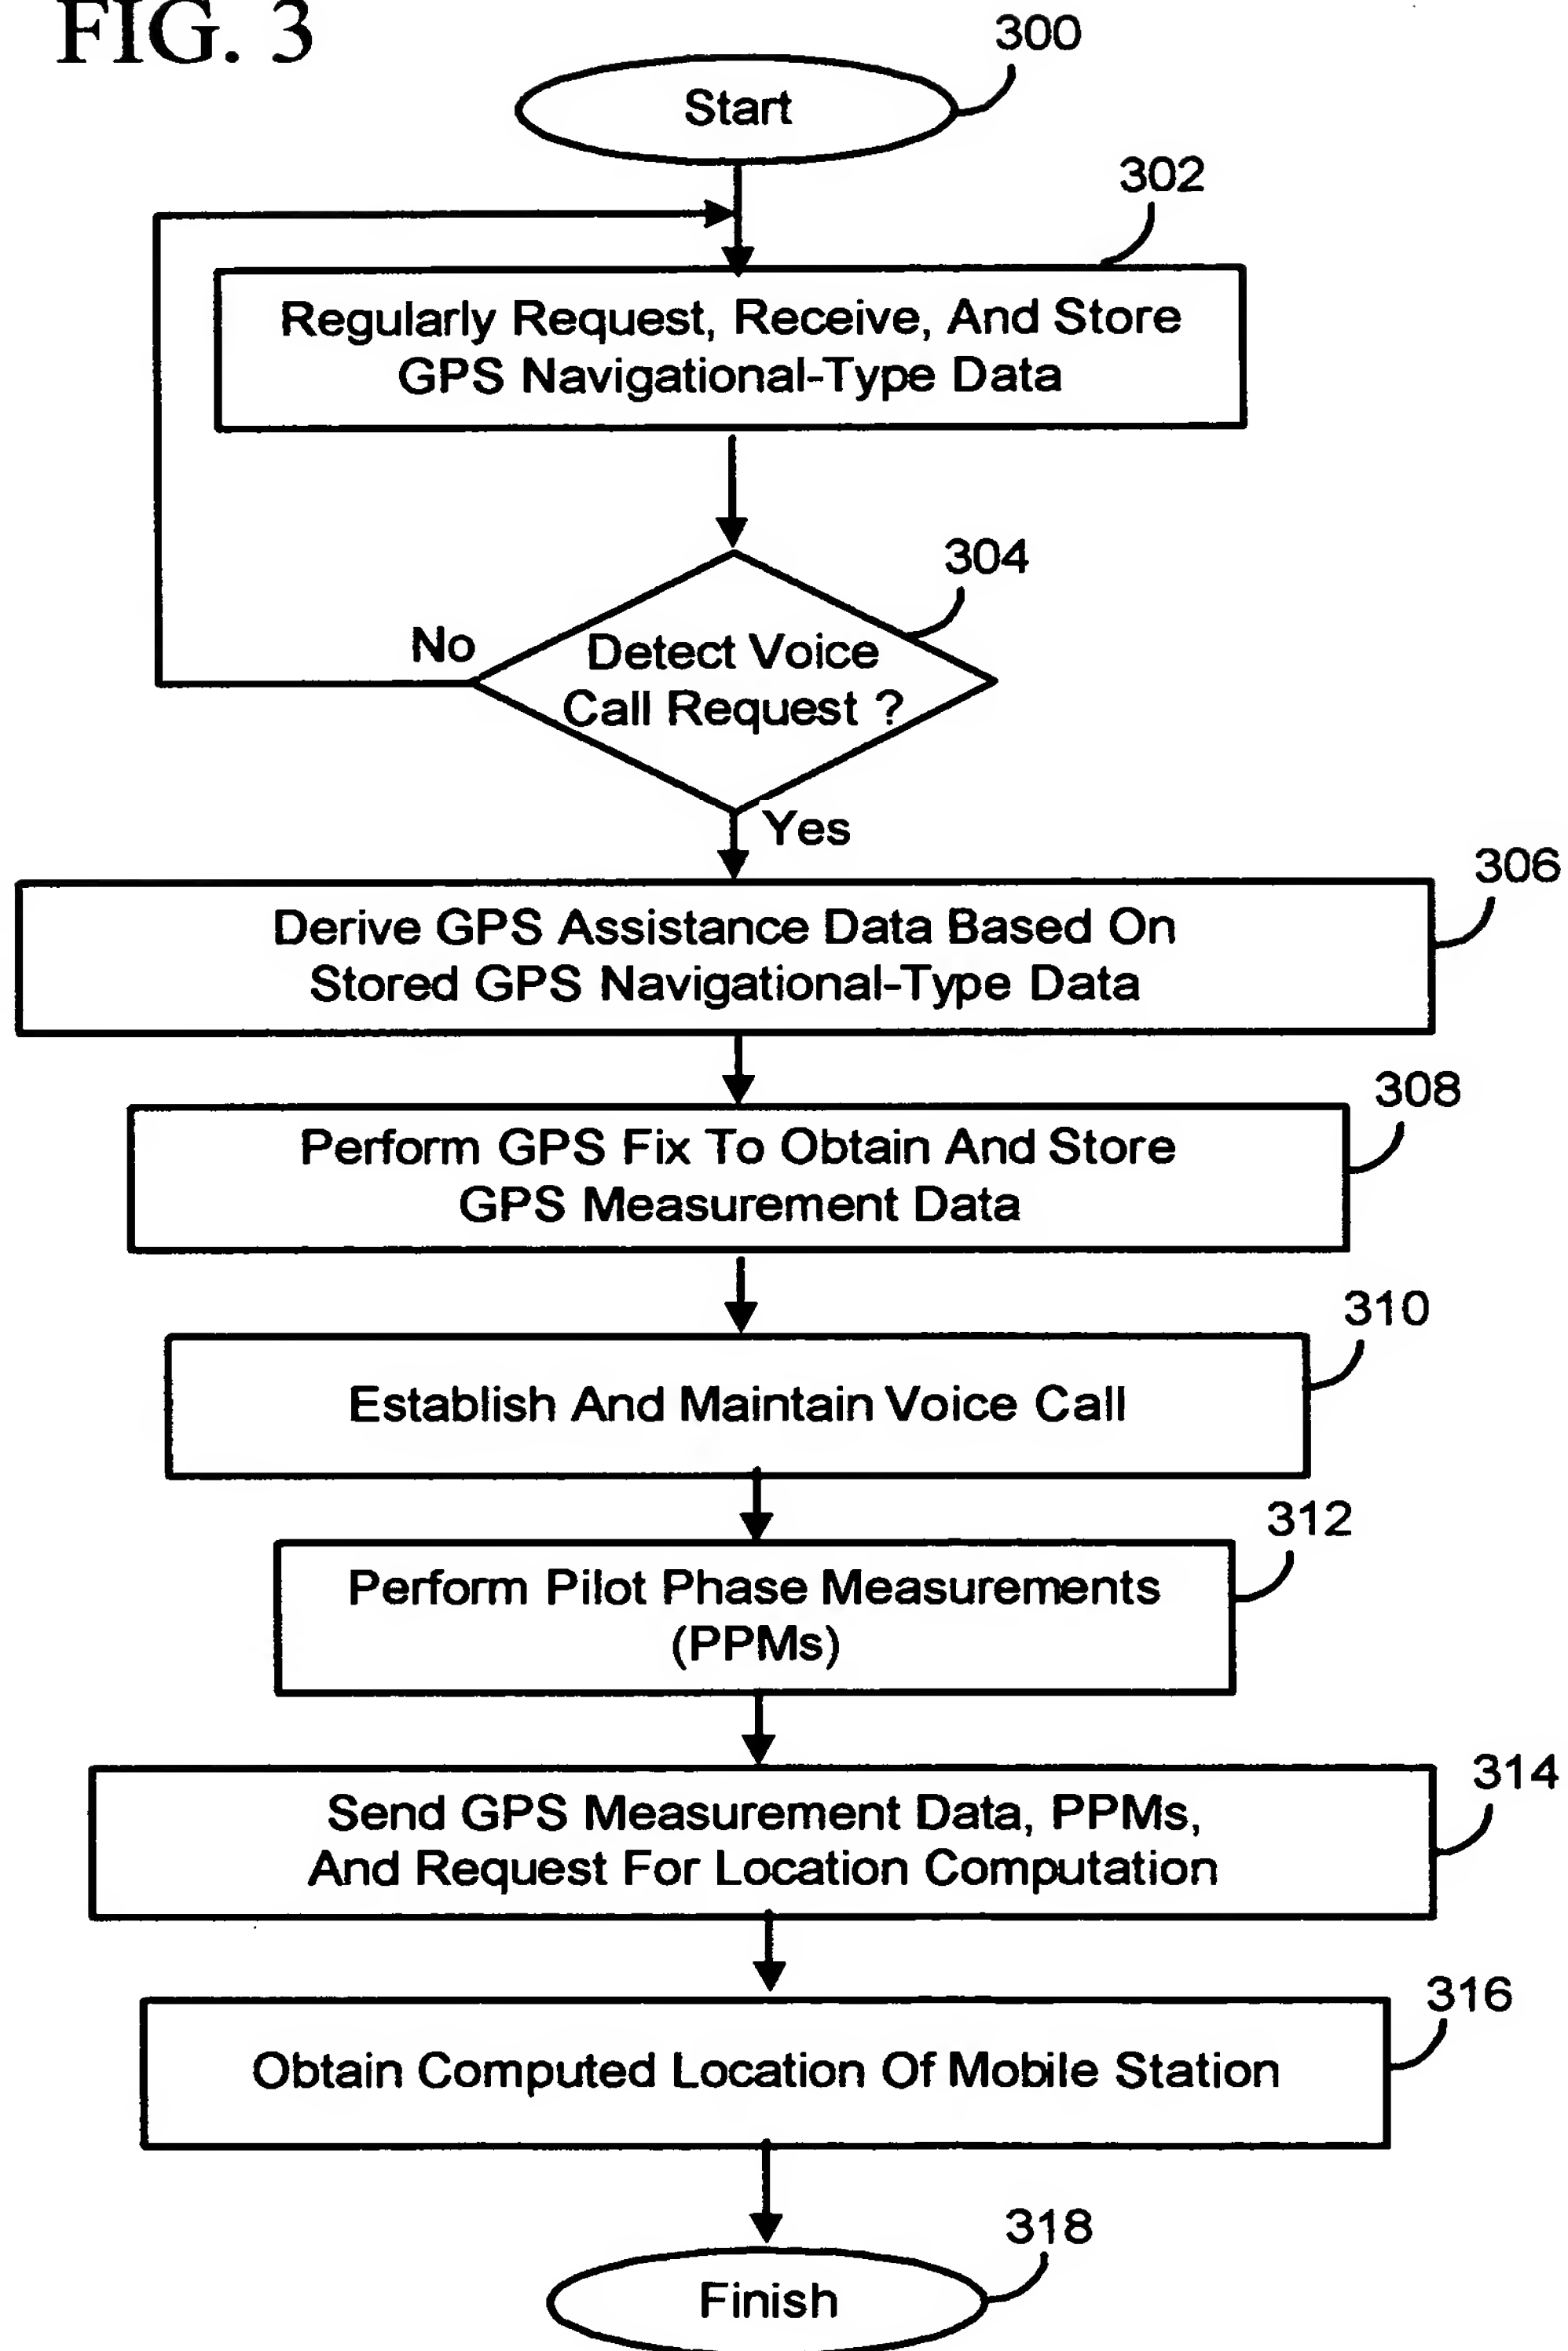 FIG. 3
300
Start
302
Regularly Request, Receive, And Store
GPS Navigational-Type Data
304
No
Detect Voice
Call Request ?
Yes
306
Derive GPS Assistance Data Based On
Stored GPS Navigational-Type Data
308
Perform GPS Fix To Obtain And Store
GPS Measurement Data
310
Establish And Maintain Voice Call
312
Perform Pilot Phase Measurements
(PPMs)
314
Send GPS Measurement Data, PPMs,
And Request For Location Computation
316
Obtain Computed Location Of Mobile Station
318
Finish